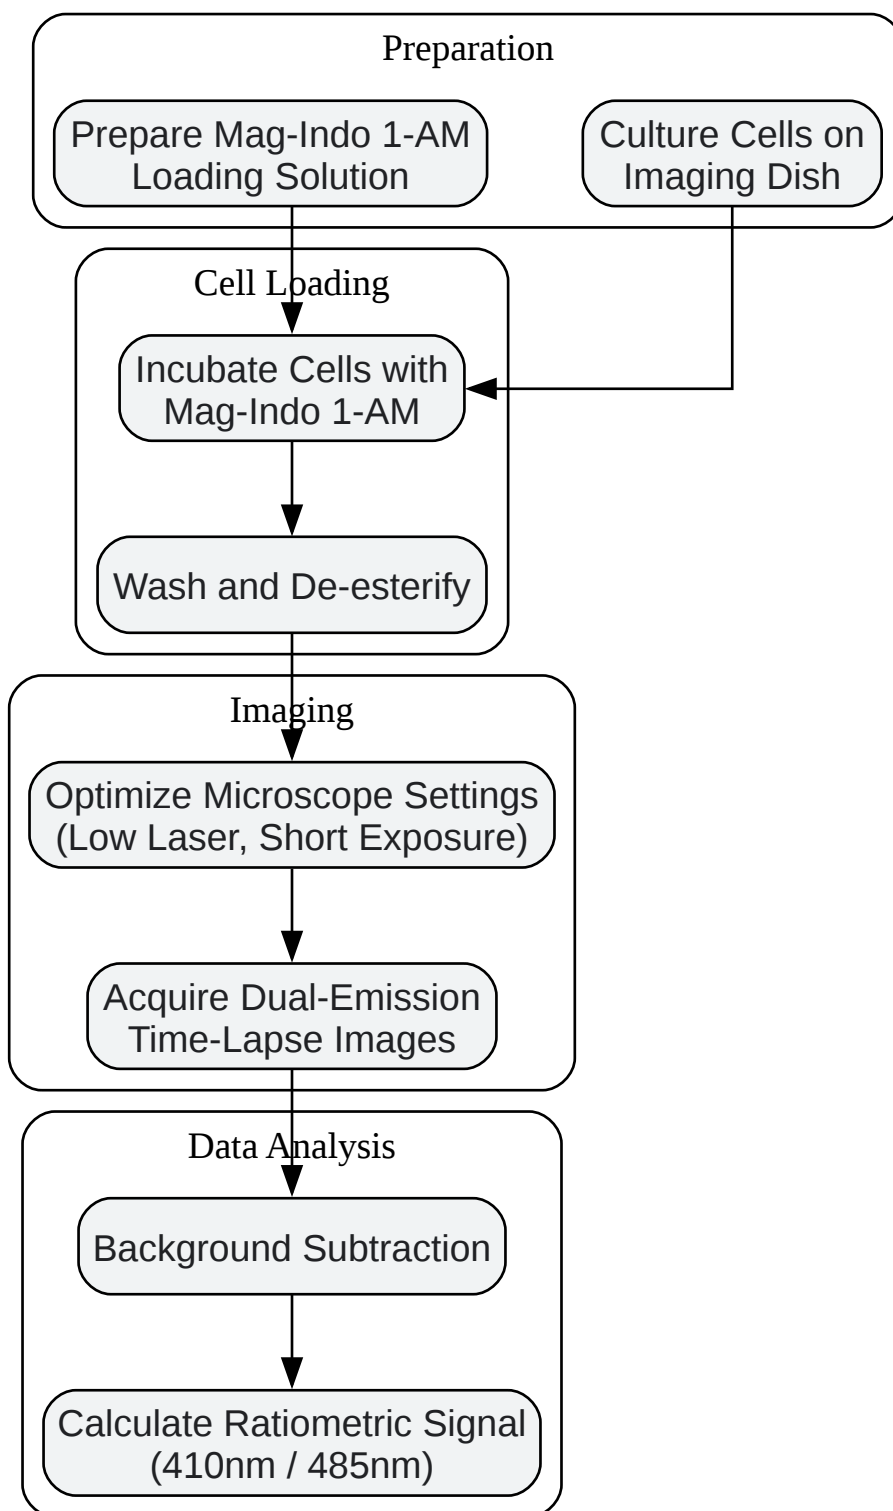 Preparation
Prepare Mag-Indo 1-AM
Loading Solution
Culture Cells on
Imaging Dish
Cell Loading
Incubate Cells with
Mag-Indo 1-AM
Wash and De-esterify
Imaging
Optimize Microscope Settings
(Low Laser, Short Exposure)
Acquire Dual-Emission
Time-Lapse Images
Data Analysis
Background Subtraction
Calculate Ratiometric Signal
(410nm / 485nm)